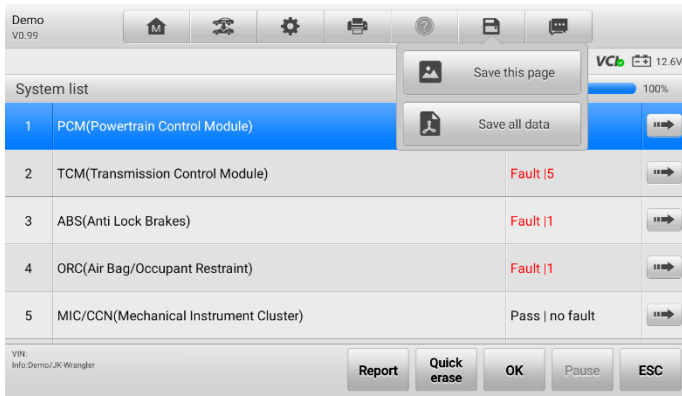 Demo
V0.99
M
Save this page
Save all data
VCI
12.6V
System list
100%
1 PCM(Powertrain Control Module)
2 TCM(Transmission Control Module) Fault |5
3 ABS(Anti Lock Brakes) Fault |1
4 ORC(Air Bag/Occupant Restraint) Fault |1
5 MIC/CCN(Mechanical Instrument Cluster) Pass | no fault
VIN:
Info:Demo/JK-Wrangler
Report
Quick
erase
OK
Pause
ESC